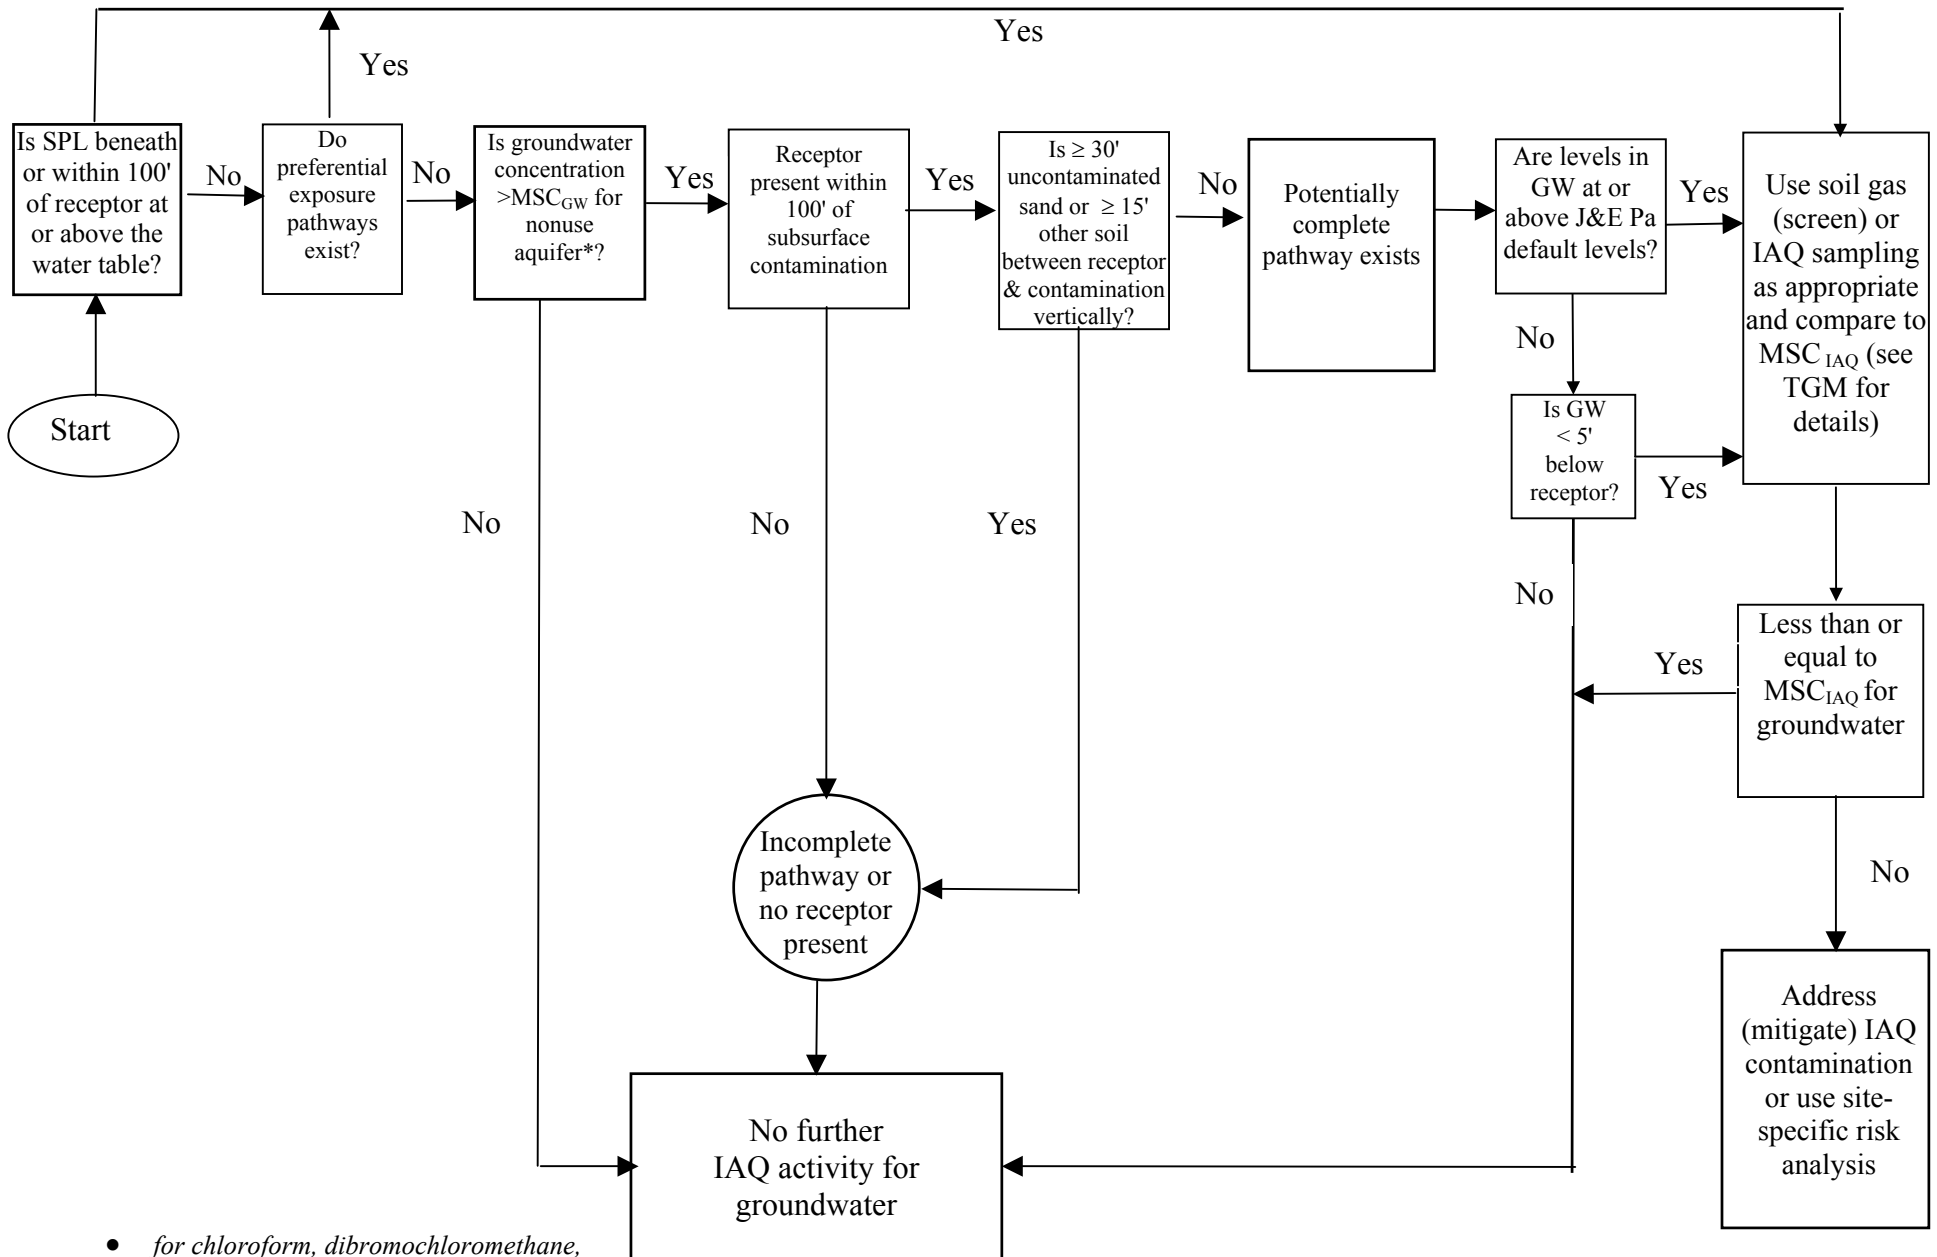 Yes
Yes
Is SPL beneath
or within 100'
of receptor at
or above the
water table?
No
Do
preferential
exposure
pathways
exist?
No
Is groundwater
concentration
>MSCGW for
nonuse
aquifer*?
Yes
Receptor
present within
100' of
subsurface
contamination
Yes
Is ≥ 30'
uncontaminated
sand or ≥ 15'
other soil
between receptor
& contamination
vertically?
No
Potentially
complete
pathway exists
Are levels in
GW at or
above J&E Pa
default levels?
Yes
Use soil gas
(screen) or
IAQ sampling
as appropriate
and compare to
MSC IAQ (see
TGM for
details)
No
Start
Is GW
< 5'
below
receptor?
Yes
No
No
Yes
No
Less than or
equal to
MSCIAQ for
groundwater
Yes
No
Incomplete
pathway or
no receptor
present
Address
(mitigate) IAQ
contamination
or use site-
specific risk
analysis
No further
IAQ activity for
groundwater
• for chloroform, dibromochloromethane,